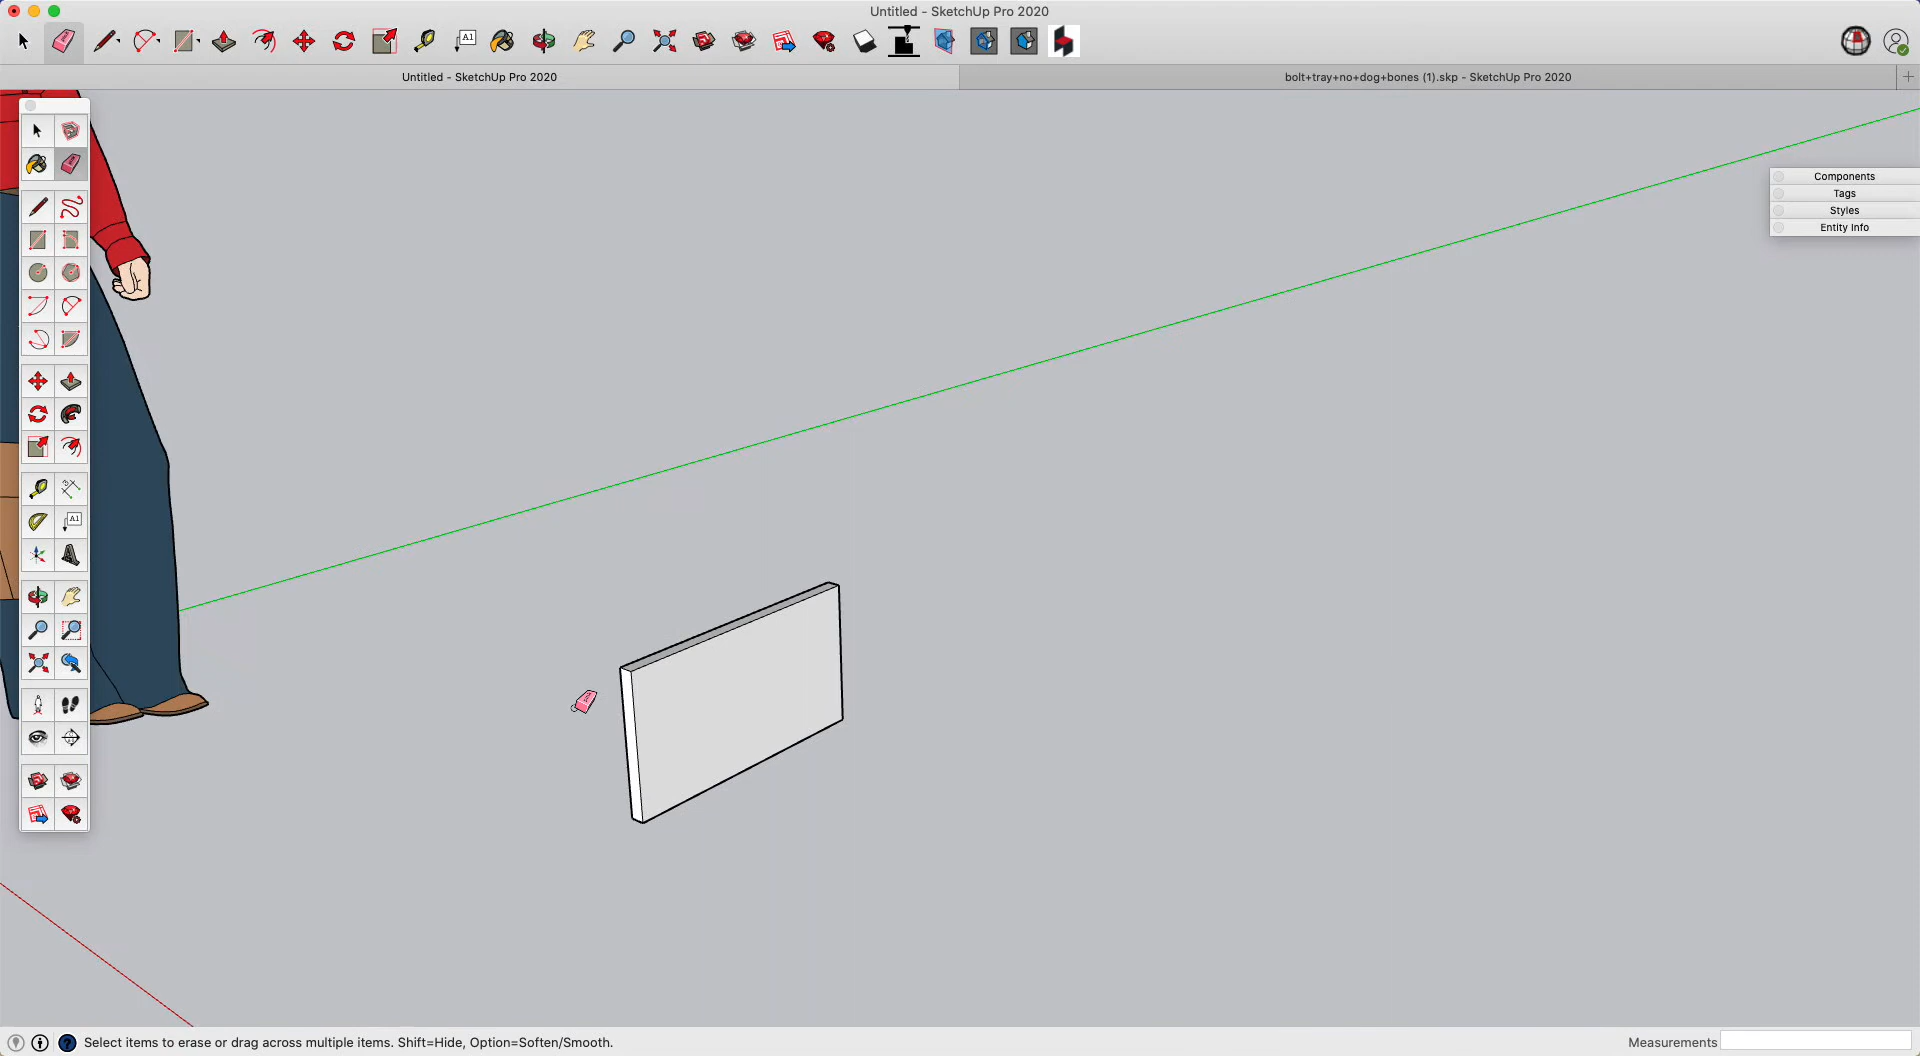 Untitled - SketchUp Pro 2020
A1
Untitled - SketchUp Pro 2020
bolt+tray+no+dog+bones (1).skp - SketchUp Pro 2020
Components
Tags
Styles
Entity Info
A1
Select items to erase or drag across multiple items. Shift=Hide, Option=Soften/Smooth.
Measurements